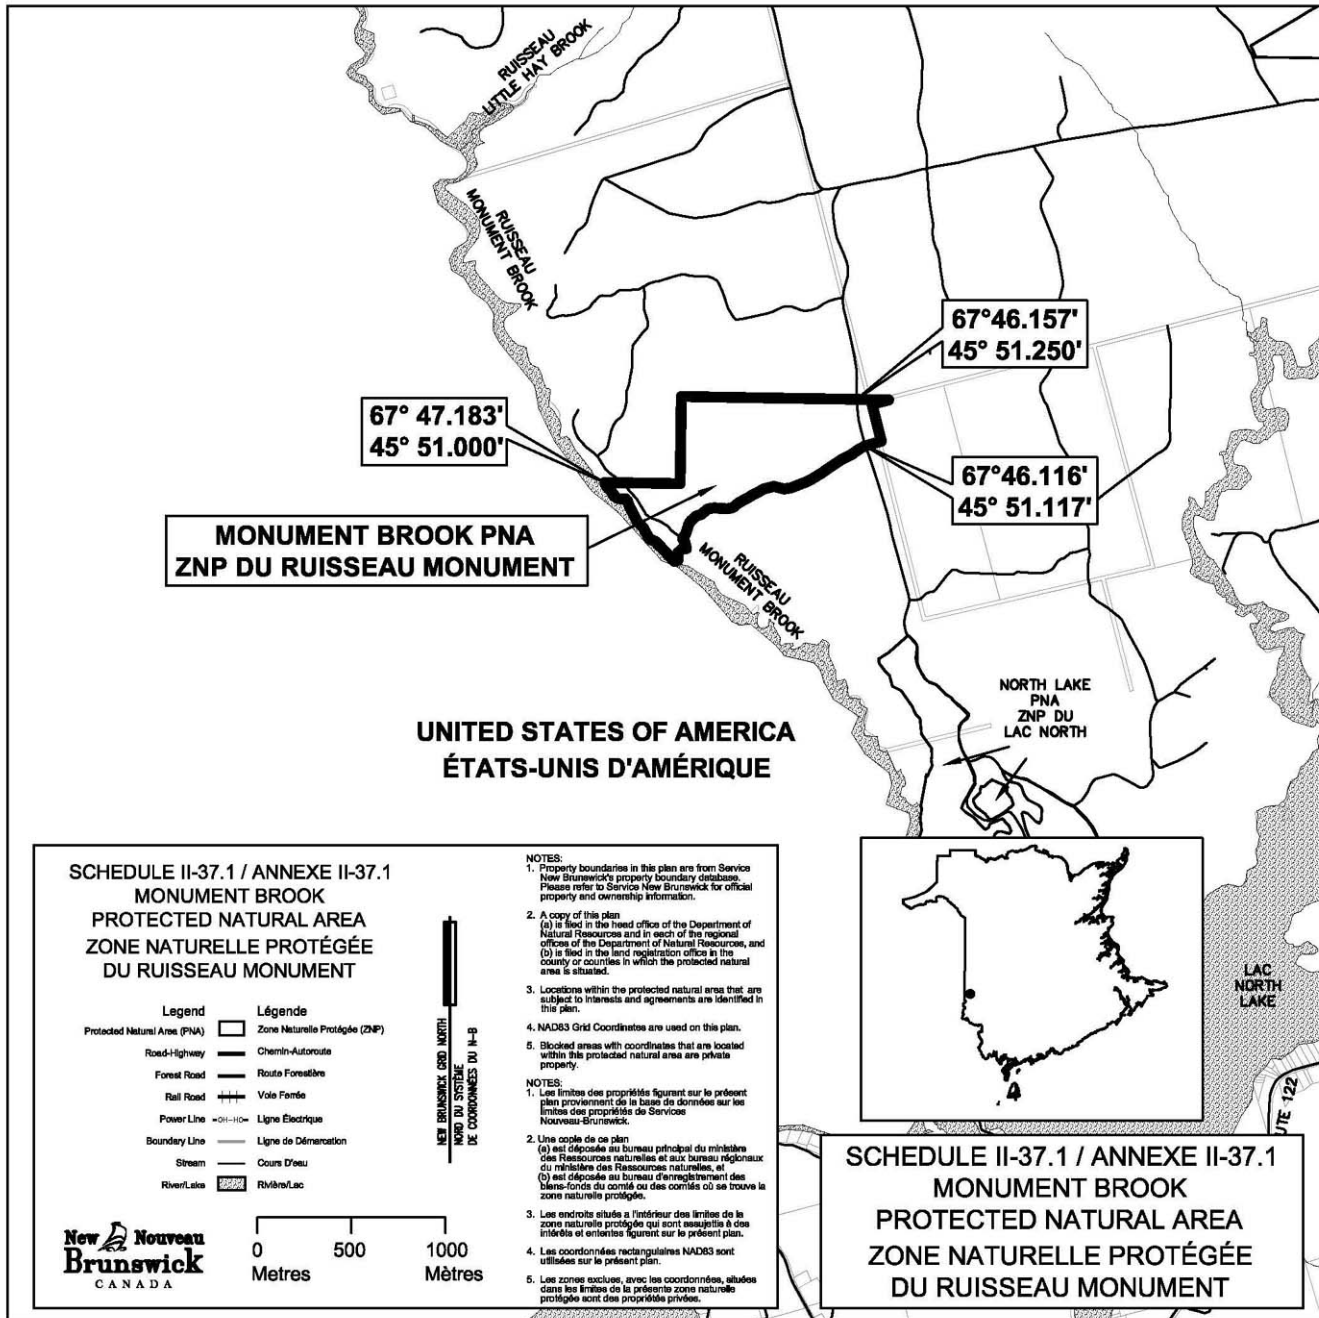 RUISSEAU
LITTLE HAY BROOK
RUISSEAU
MONUMENT BROOK
67°46.157'
45° 51.250'
67° 47.183'
45° 51.000'
67°46.116'
45° 51.117'
MONUMENT BROOK PNA
ZNP DU RUISSEAU MONUMENT
RUISSEAU
MONUMENT BROOK
NORTH LAKE
PNA
ZNP DU
LAC NORTH
UNITED STATES OF AMERICA
ÉTATS-UNIS D'AMÉRIQUE
LAC
NORTH
LAKE
UTE 122
SCHEDULE II-37.1 / ANNEXE II-37.1
MONUMENT BROOK
PROTECTED NATURAL AREA
ZONE NATURELLE PROTÉGÉE
DU RUISSEAU MONUMENT
Legend Légende
Protected Natural Area (PNA) Zone Naturelle Protégée (ZNP)
Road-Highway Chemin-Autoroute
Forest Road Route Forestière
Rail Road Voie Ferrée
Power Line -OH-HO- Ligne Électrique
Boundary Line Ligne de Démarcation
Stream Cours D'eau
River/Lake Rivière/Lac
NEW BRUNSWICK GRID NORTH
NORD DU SYSTÈME
DE COORDONNÉES DU N-B
New Nouveau
Brunswick
CANADA
0 500 1000
Metres Mètres
NOTES:
1. Property boundaries in this plan are from Service
New Brunswick's property boundary database.
Please refer to Service New Brunswick for official
property and ownership information.
2. A copy of this plan
(a) is filed in the head office of the Department of
Natural Resources and in each of the regional
offices of the Department of Natural Resources, and
(b) is filed in the land registration office in the
county or counties in which the protected natural
area is situated.
3. Locations within the protected natural area that are
subject to interests and agreements are identified in
this plan.
4. NAD83 Grid Coordinates are used on this plan.
5. Blocked areas with coordinates that are located
within this protected natural area are private
property.
NOTES:
1. Les limites des propriétés figurant sur le présent
plan proviennent de la base de données sur les
limites des propriétés de Services
Nouveau-Brunswick.
2. Une copie de ce plan
(a) est déposée au bureau principal du ministère
des Ressources naturelles et aux bureau régionaux
du ministère des Ressources naturelles, et
(b) est déposée au bureau d'enregistrement des
biens-fonds du comté ou des comtés où se trouve la
zone naturelle protégée.
3. Les endroits situés a l'intérieur des limites de la
zone naturelle protégée qui sont assujettis à des
intérêts et ententes figurent sur le présent plan.
4. Les coordonnées rectangulaires NAD83 sont
utilisées sur le présent plan.
5. Les zones exclues, avec les coordonnées, situées
dans les limites de la présente zone naturelle
protégée sont des propriétés privées.
SCHEDULE II-37.1 / ANNEXE II-37.1
MONUMENT BROOK
PROTECTED NATURAL AREA
ZONE NATURELLE PROTÉGÉE
DU RUISSEAU MONUMENT